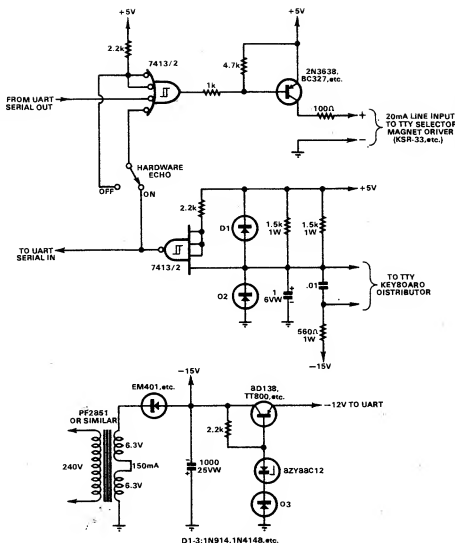 +5V
+5V
2.2k
7413/2
4.7k
2N3638,
BC327,etc.
1k
FROM UART
SERIAL OUT
100Ω
+
−
20mA LINE INPUT
TO TTY SELECTOR
MAGNET DRIVER
(KSR-33,etc.)
HARDWARE
ECHO
OFF
ON
+5V
2.2k
D1
1.5k
1W
1.5k
1W
TO UART
SERIAL IN
7413/2
D2
1
6VW
+
−
.01
TO TTY
KEYBOARD
DISTRIBUTOR
560Ω
1W
−15V
−15V
EM401,etc.
BD138,
TT800,etc.
−12V TO UART
PF2851
OR SIMILAR
2.2k
6.3V
240V
150mA
6.3V
−
+
1000
25VW
BZY88C12
D3
D1-3:1N914,1N4148,etc.